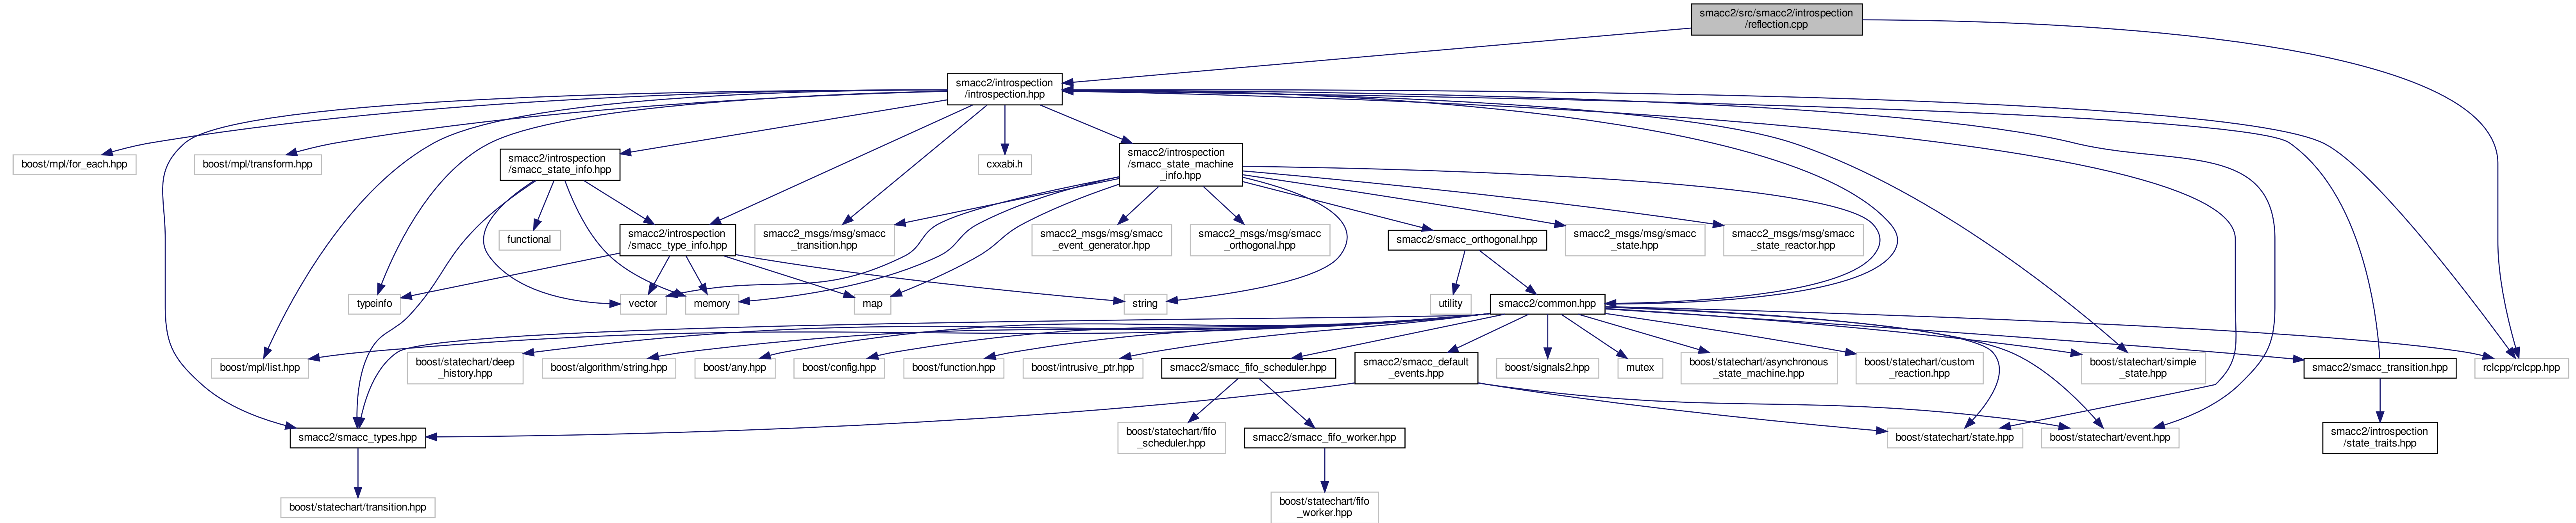 smacc2/src/smacc2/introspection
/reflection.cpp
smacc2/introspection
/introspection.hpp
boost/mpl/for_each.hpp
boost/mpl/transform.hpp
smacc2/introspection
/smacc_state_info.hpp
cxxabi.h
smacc2/introspection
/smacc_state_machine
_info.hpp
functional
smacc2/introspection
/smacc_type_info.hpp
smacc2_msgs/msg/smacc
_transition.hpp
smacc2_msgs/msg/smacc
_event_generator.hpp
smacc2_msgs/msg/smacc
_orthogonal.hpp
smacc2/smacc_orthogonal.hpp
smacc2_msgs/msg/smacc
_state.hpp
smacc2_msgs/msg/smacc
_state_reactor.hpp
typeinfo
vector
memory
map
string
utility
smacc2/common.hpp
boost/mpl/list.hpp
boost/statechart/deep
_history.hpp
boost/algorithm/string.hpp
boost/any.hpp
boost/config.hpp
boost/function.hpp
boost/intrusive_ptr.hpp
smacc2/smacc_fifo_scheduler.hpp
smacc2/smacc_default
_events.hpp
boost/signals2.hpp
mutex
boost/statechart/asynchronous
_state_machine.hpp
boost/statechart/custom
_reaction.hpp
boost/statechart/simple
_state.hpp
smacc2/smacc_transition.hpp
rclcpp/rclcpp.hpp
smacc2/smacc_types.hpp
boost/statechart/fifo
_scheduler.hpp
smacc2/smacc_fifo_worker.hpp
boost/statechart/state.hpp
boost/statechart/event.hpp
smacc2/introspection
/state_traits.hpp
boost/statechart/transition.hpp
boost/statechart/fifo
_worker.hpp